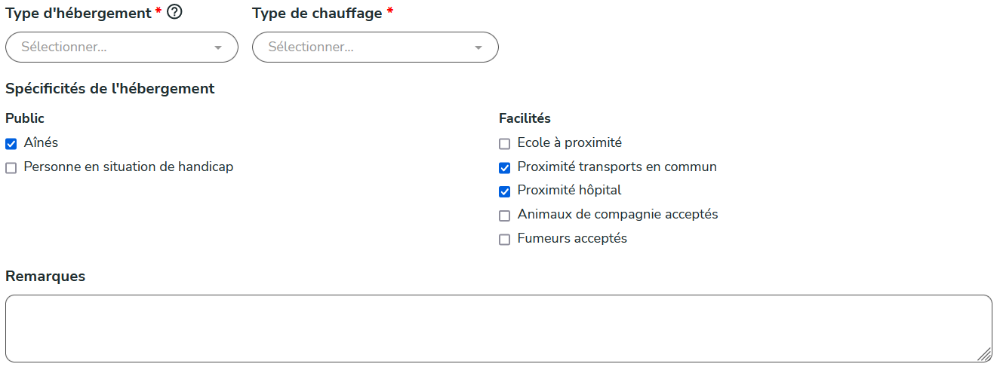 Type d'hébergement * Type de chauffage *
Sélectionner... Sélectionner...
Spécificités de l'hébergement
Public
Aînés
Personne en situation de handicap
Facilités
Ecole à proximité
Proximité transports en commun
Proximité hôpital
Animaux de compagnie acceptés
Fumeurs acceptés
Remarques